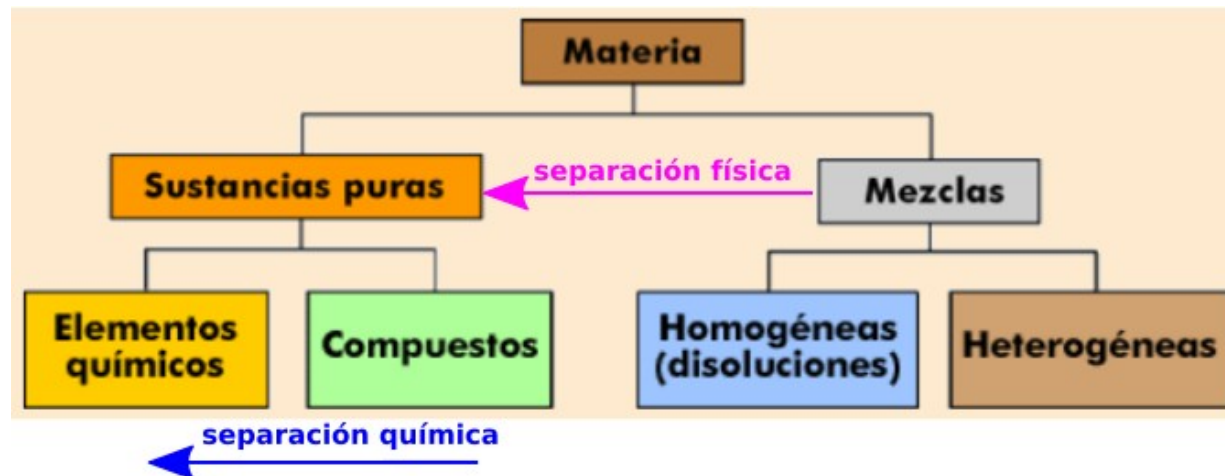 Materia
separación física
Sustancias puras
Mezclas
Elementos
químicos
Compuestos
Homogéneas
(disoluciones)
Heterogéneas
separación química